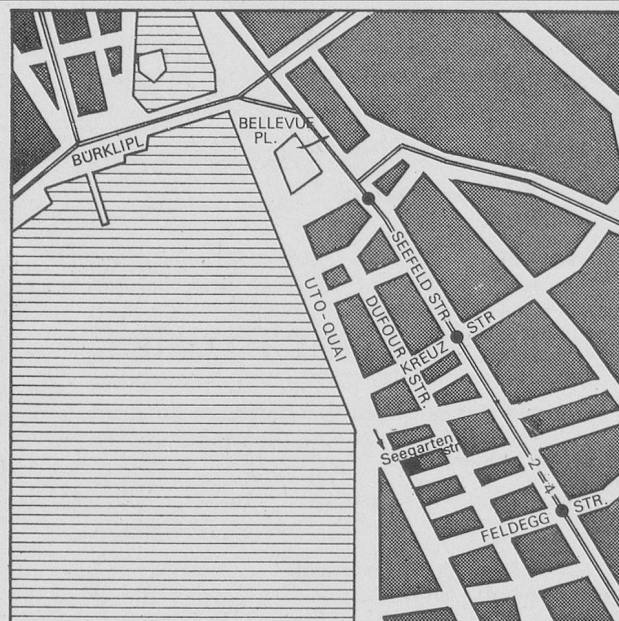 BELLEVUE
PL.
BÜRKLIPL
SEEFELD STR.
UTO-QUAI
DUFOUR STR.
KREUZ STR
Seegarten
str
2-4
FELDEGG STR.